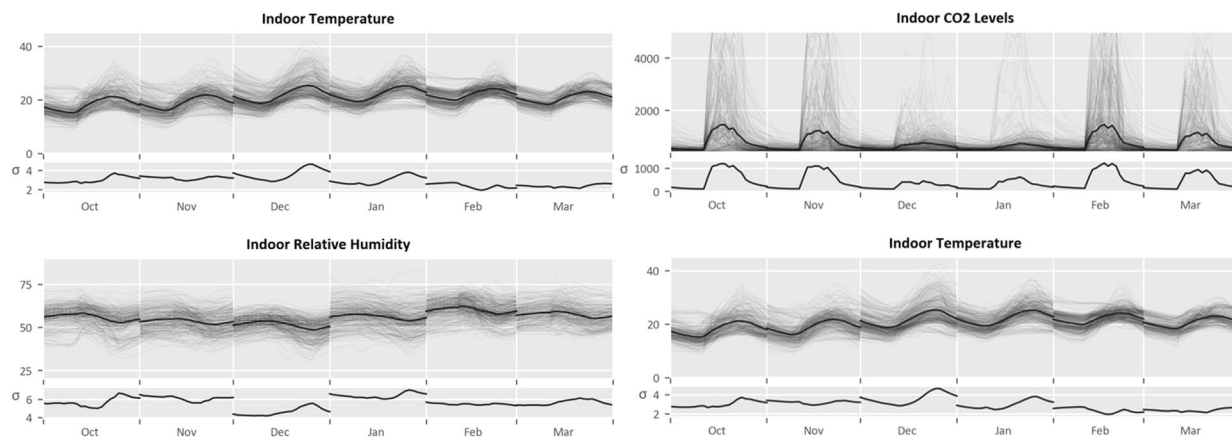 Indoor Temperature
40
20
0
σ 4
2
Oct Nov Dec Jan Feb Mar
Indoor CO2 Levels
4000
2000
σ 1000
0
Oct Nov Dec Jan Feb Mar
Indoor Relative Humidity
75
50
25
σ 6
4
Oct Nov Dec Jan Feb Mar
Indoor Temperature
40
20
0
σ 4
2
Oct Nov Dec Jan Feb Mar